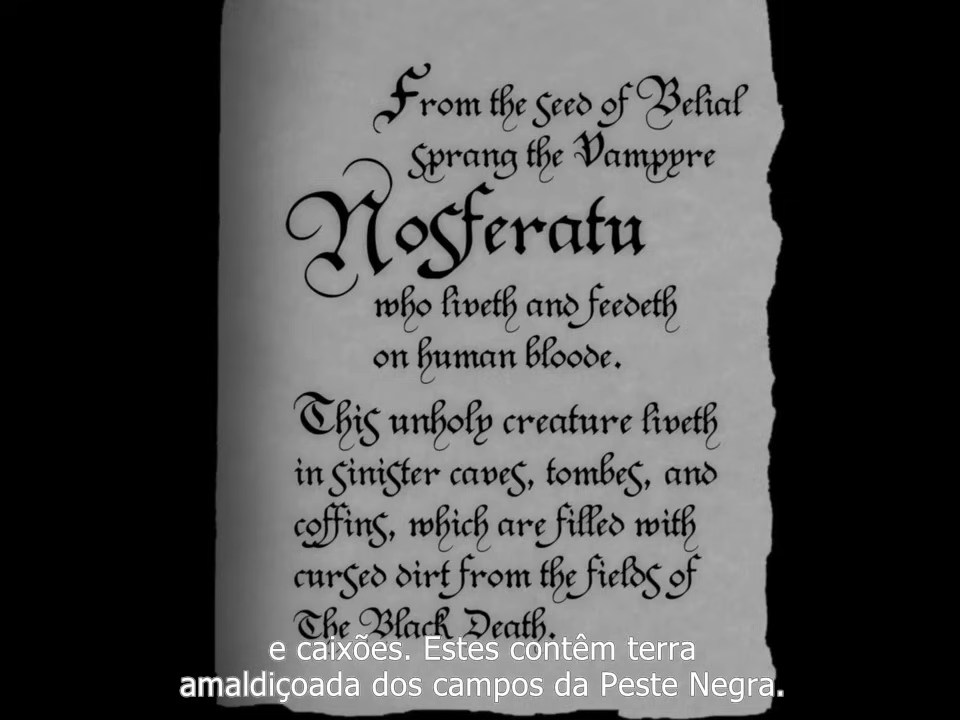 From the seed of Belial
sprang the Vampyre
Nosferatu
who liveth and feedeth
on human bloode.
This unholy creature liveth
in sinister caves, tombes, and
coffins, which are filled with
cursed dirt from the fields of
The Black Death.
e caixões. Estes contêm terra
amaldiçoada dos campos da Peste Negra.